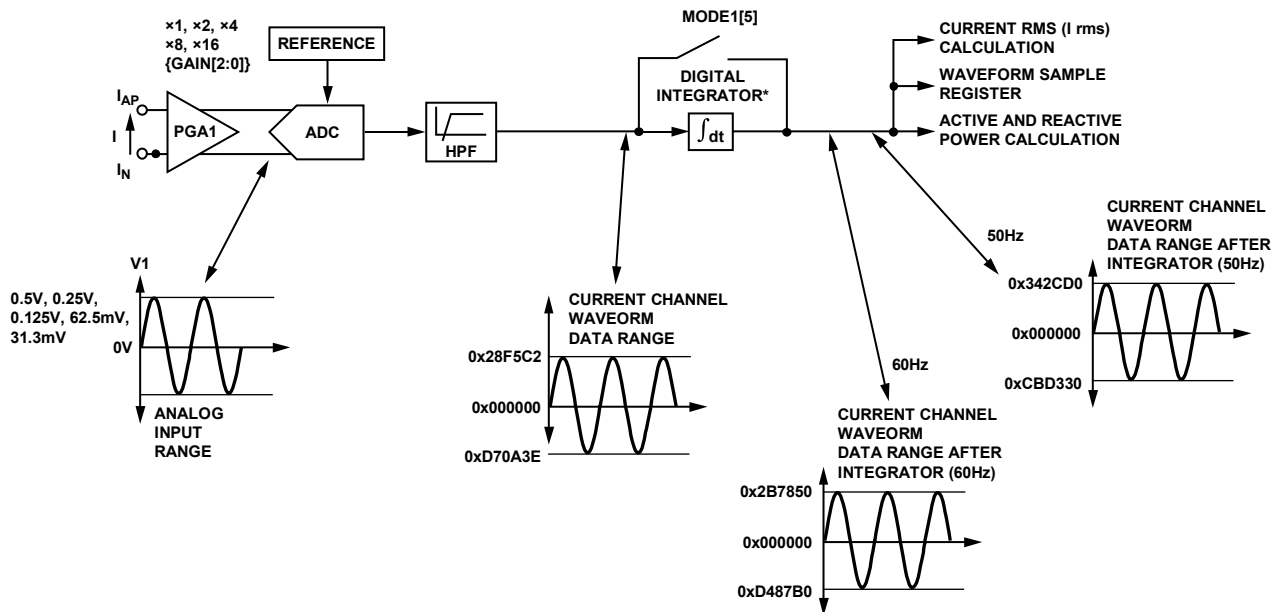 ×1, ×2, ×4
×8, ×16
{GAIN[2:0]}
REFERENCE
MODE1[5]
CURRENT RMS (I rms)
CALCULATION
DIGITAL
INTEGRATOR*
WAVEFORM SAMPLE
REGISTER
IAP
I
IN
PGA1
ADC
HPF
∫dt
ACTIVE AND REACTIVE
POWER CALCULATION
V1
0.5V, 0.25V,
0.125V, 62.5mV,
31.3mV
0V
ANALOG
INPUT
RANGE
CURRENT CHANNEL
WAVEORM
DATA RANGE
0x28F5C2
0x000000
0xD70A3E
60Hz
CURRENT CHANNEL
WAVEORM
DATA RANGE AFTER
INTEGRATOR (60Hz)
0x2B7850
0x000000
0xD487B0
50Hz
CURRENT CHANNEL
WAVEORM
DATA RANGE AFTER
INTEGRATOR (50Hz)
0x342CD0
0x000000
0xCBD330